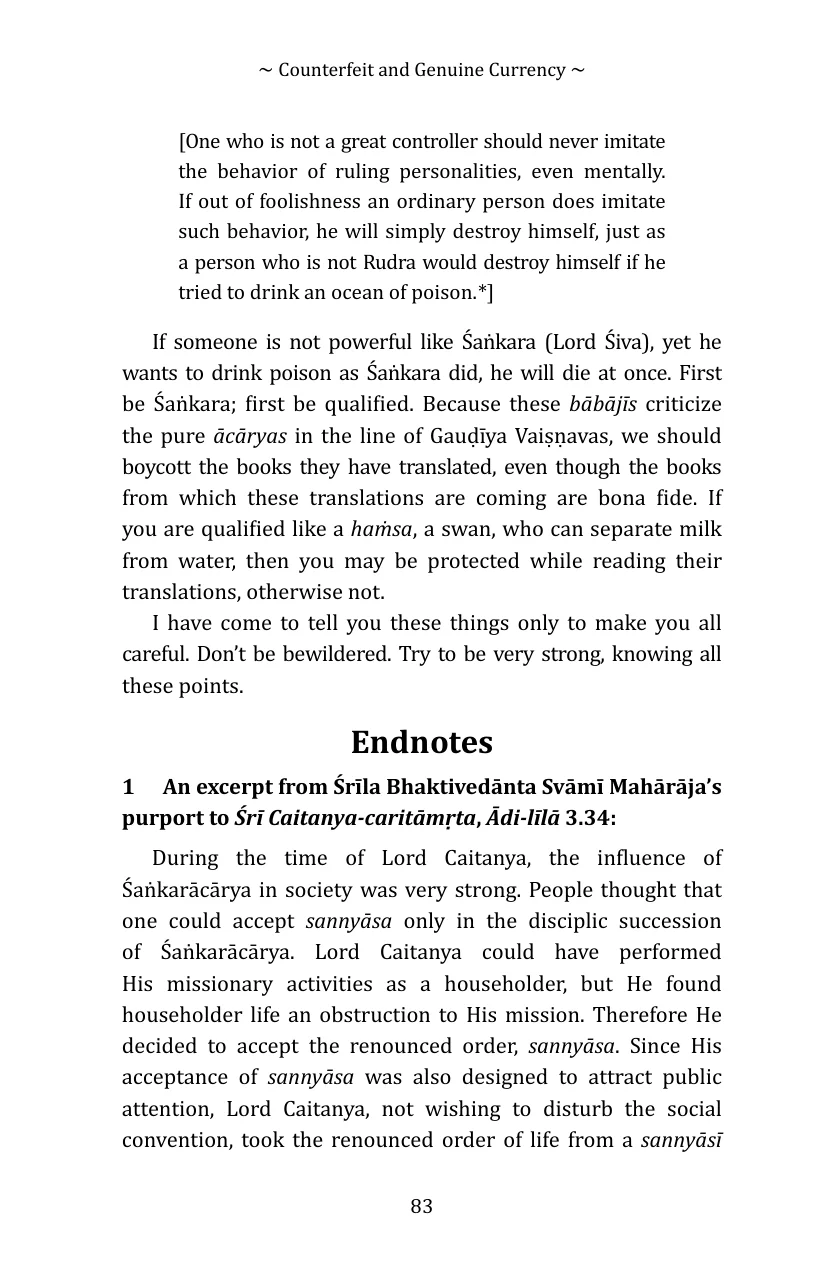 ~ Counterfeit and Genuine Currency ~
[One who is not a great controller should never imitate
the behavior of ruling personalities, even mentally.
If out of foolishness an ordinary person does imitate
such behavior, he will simply destroy himself, just as
a person who is not Rudra would destroy himself if he
tried to drink an ocean of poison.*]
If someone is not powerful like Śaṅkara (Lord Śiva), yet he
wants to drink poison as Śaṅkara did, he will die at once. First
be Śaṅkara; first be qualified. Because these bābājīs criticize
the pure ācāryas in the line of Gauḍīya Vaiṣṇavas, we should
boycott the books they have translated, even though the books
from which these translations are coming are bona fide. If
you are qualified like a haṁsa, a swan, who can separate milk
from water, then you may be protected while reading their
translations, otherwise not.
I have come to tell you these things only to make you all
careful. Don’t be bewildered. Try to be very strong, knowing all
these points.
Endnotes
1 An excerpt from Śrīla Bhaktivedānta Svāmī Mahārāja’s
purport to Śrī Caitanya-caritāmṛta, Ādi-līlā 3.34:
During the time of Lord Caitanya, the influence of
Śaṅkarācārya in society was very strong. People thought that
one could accept sannyāsa only in the disciplic succession
of Śaṅkarācārya. Lord Caitanya could have performed
His missionary activities as a householder, but He found
householder life an obstruction to His mission. Therefore He
decided to accept the renounced order, sannyāsa. Since His
acceptance of sannyāsa was also designed to attract public
attention, Lord Caitanya, not wishing to disturb the social
convention, took the renounced order of life from a sannyāsī
83